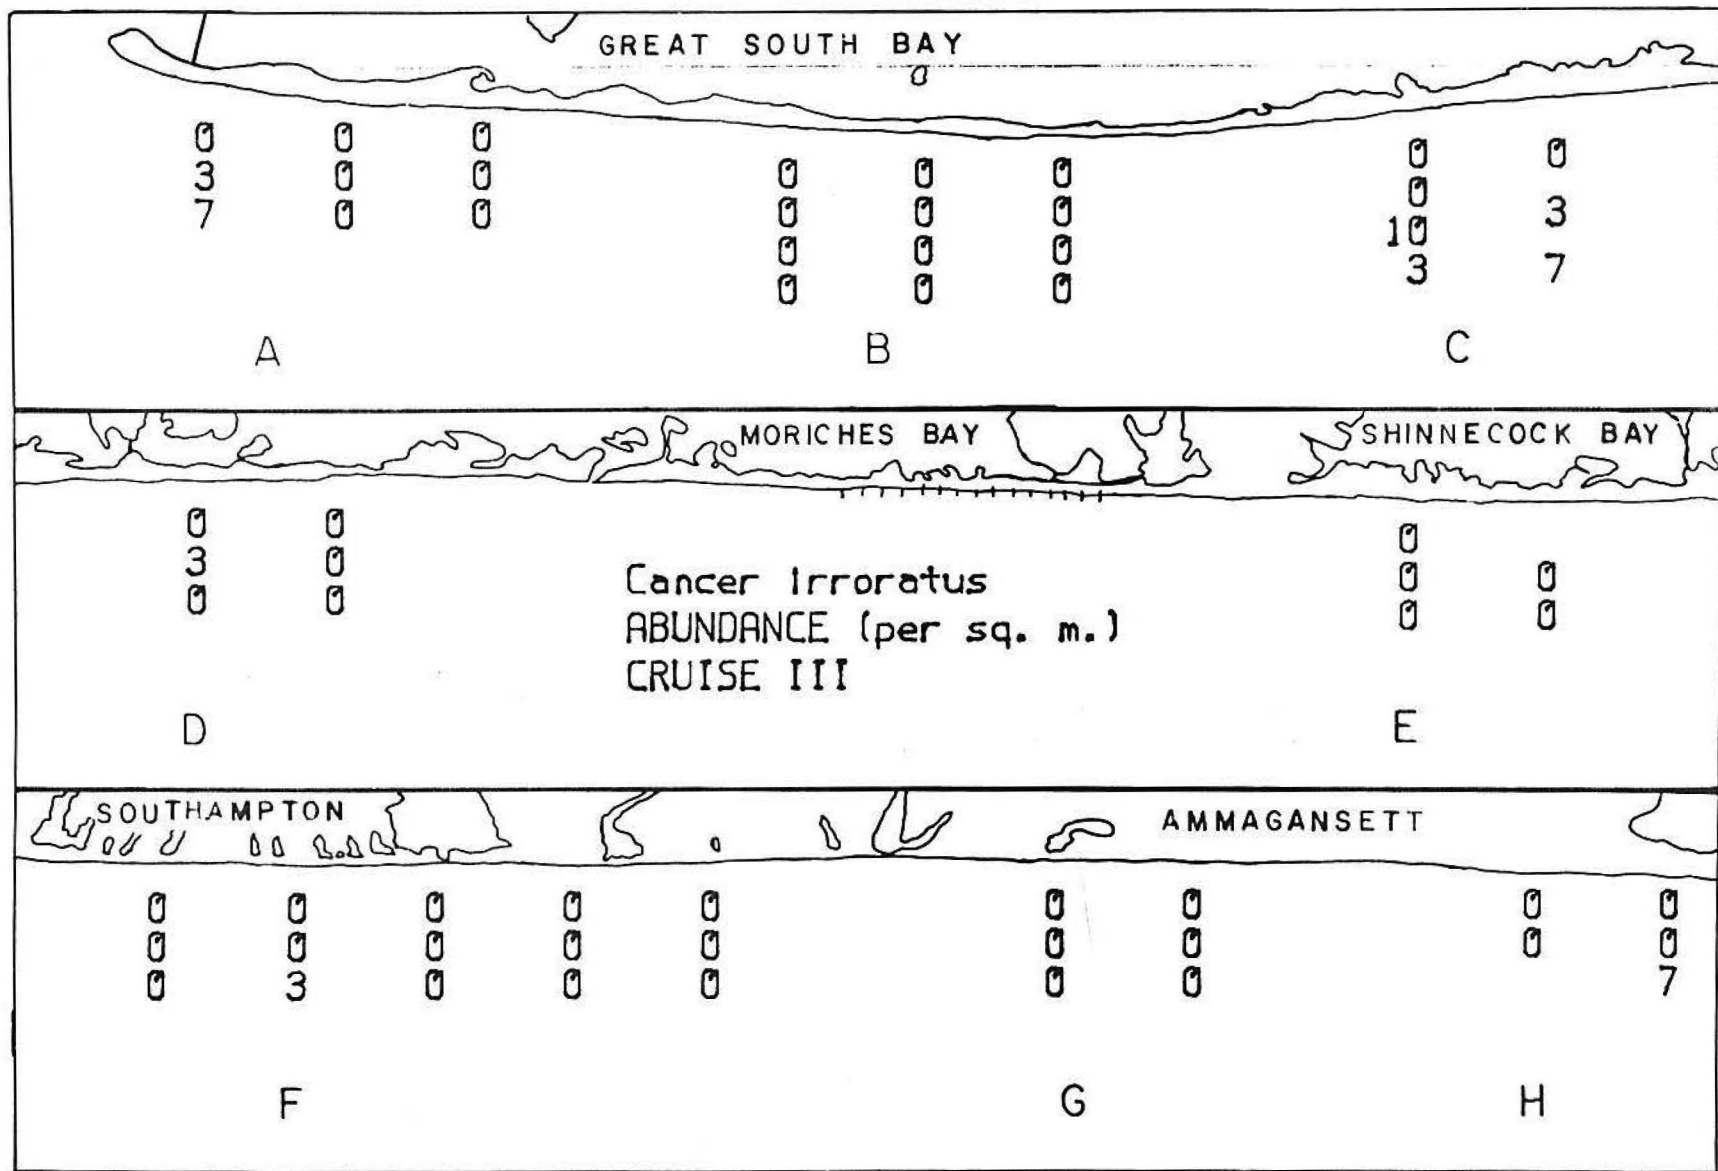 GREAT SOUTH BAY
0 0 0
3 0 0
7 0 0
0 0 0
0 0 0
0 0 0
0 0 0
0 0
0 3
10
3 7
A B C
MORICHES BAY SHINNECOCK BAY
0 0
3 0
0 0
Cancer irroratus
ABUNDANCE (per sq. m.)
CRUISE III
0
0 0
0 0
D E
SOUTHAMPTON AMMAGANSETT
0 0 0 0 0 0 0 0 0
0 0 0 0 0 0 0 0 0
0 3 0 0 0 0 0 7
F G H